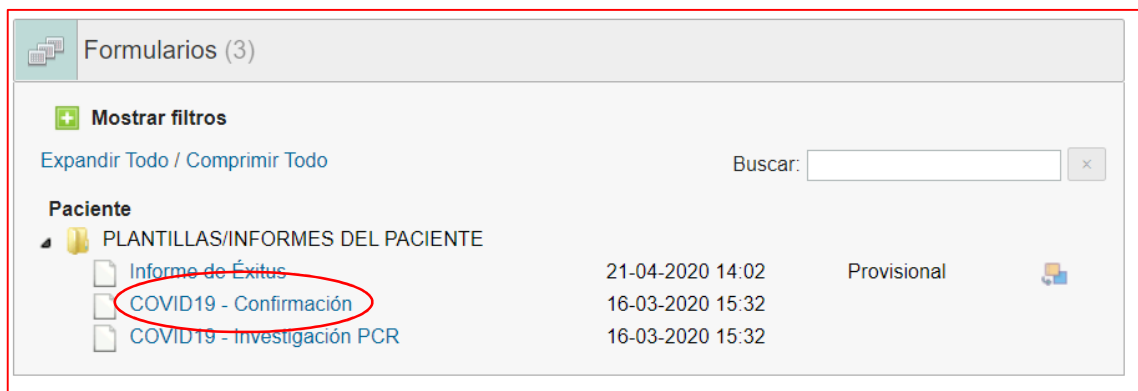 Formularios (3)
Mostrar filtros
Expandir Todo / Comprimir Todo Buscar: ×
Paciente
PLANTILLAS/INFORMES DEL PACIENTE
Informe de Éxitus 21-04-2020 14:02 Provisional
COVID19 - Confirmación 16-03-2020 15:32
COVID19 - Investigación PCR 16-03-2020 15:32